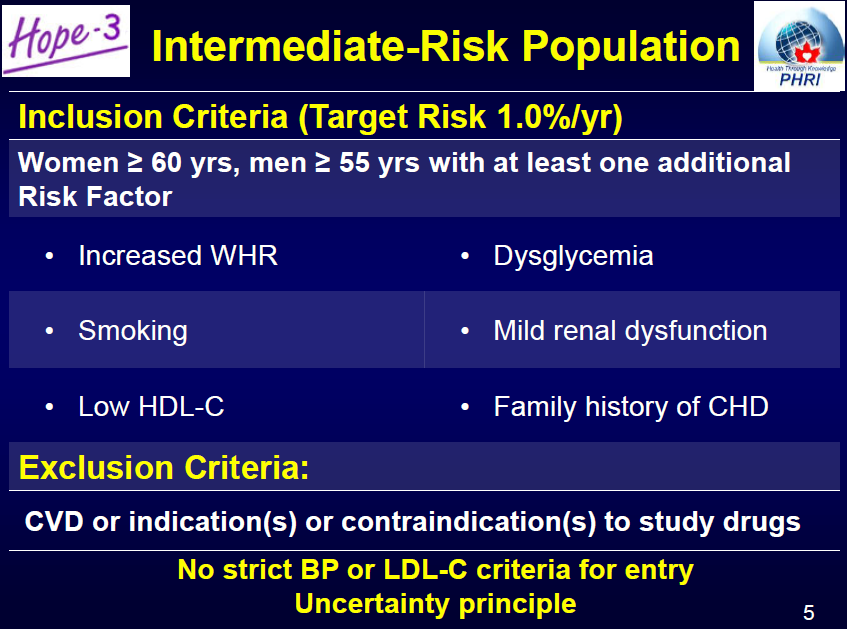 Hope-3
Intermediate-Risk Population
Health Through Knowledge
PHRI
Inclusion Criteria (Target Risk 1.0%/yr)
Women ≥ 60 yrs, men ≥ 55 yrs with at least one additional
Risk Factor
• Increased WHR
• Dysglycemia
• Smoking
• Mild renal dysfunction
• Low HDL-C
• Family history of CHD
Exclusion Criteria:
CVD or indication(s) or contraindication(s) to study drugs
No strict BP or LDL-C criteria for entry
Uncertainty principle
5